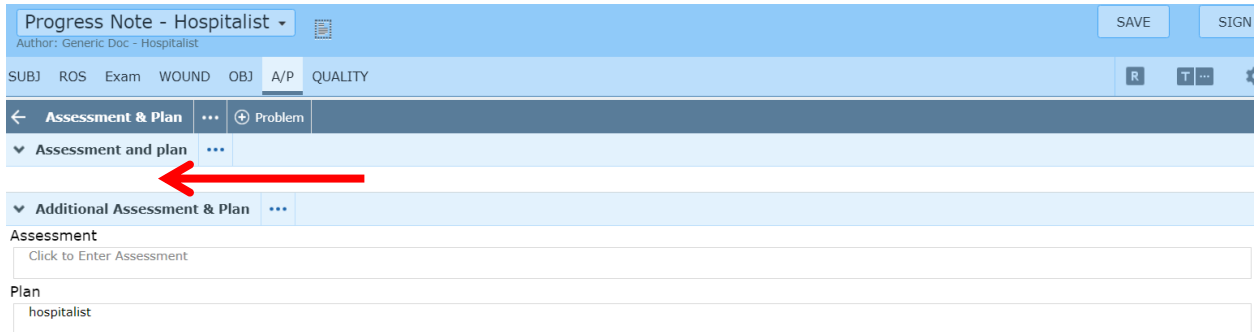 Progress Note - Hospitalist
SAVE
SIGN
Author: Generic Doc - Hospitalist
SUBJ ROS Exam WOUND OBJ A/P QUALITY
R T ...
Assessment & Plan ... Problem
Assessment and plan ...
Additional Assessment & Plan ...
Assessment
Click to Enter Assessment
Plan
hospitalist